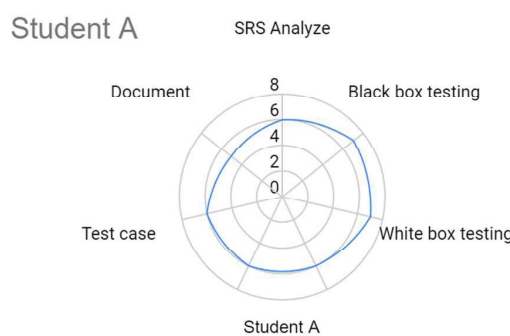 Student A
SRS Analyze
Document
Black box testing
8
6
4
2
0
Test case
White box testing
Student A